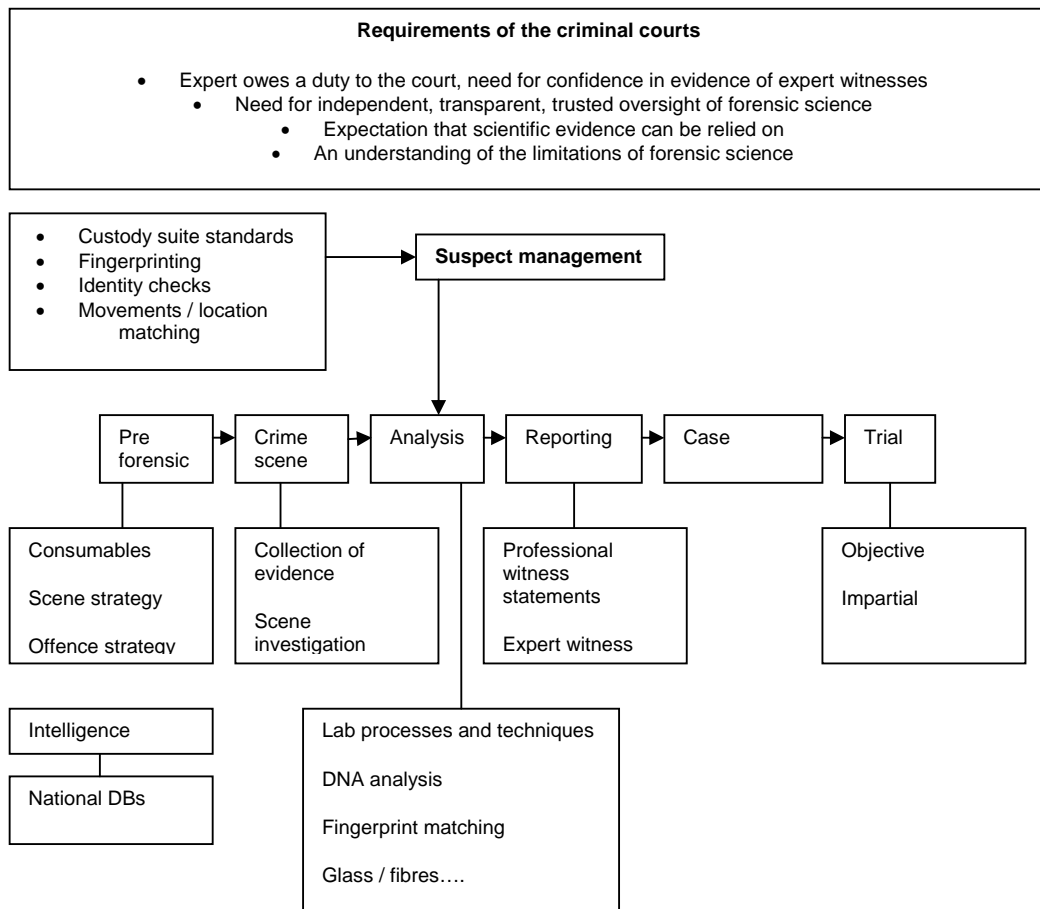 Requirements of the criminal courts
• Expert owes a duty to the court, need for confidence in evidence of expert witnesses
• Need for independent, transparent, trusted oversight of forensic science
• Expectation that scientific evidence can be relied on
• An understanding of the limitations of forensic science
• Custody suite standards
• Fingerprinting
• Identity checks
• Movements / location
matching
Suspect management
Pre
forensic
Crime
scene
Analysis
Reporting
Case
Trial
Consumables
Scene strategy
Offence strategy
Collection of
evidence
Scene
investigation
Professional
witness
statements
Expert witness
Objective
Impartial
Intelligence
National DBs
Lab processes and techniques
DNA analysis
Fingerprint matching
Glass / fibres….